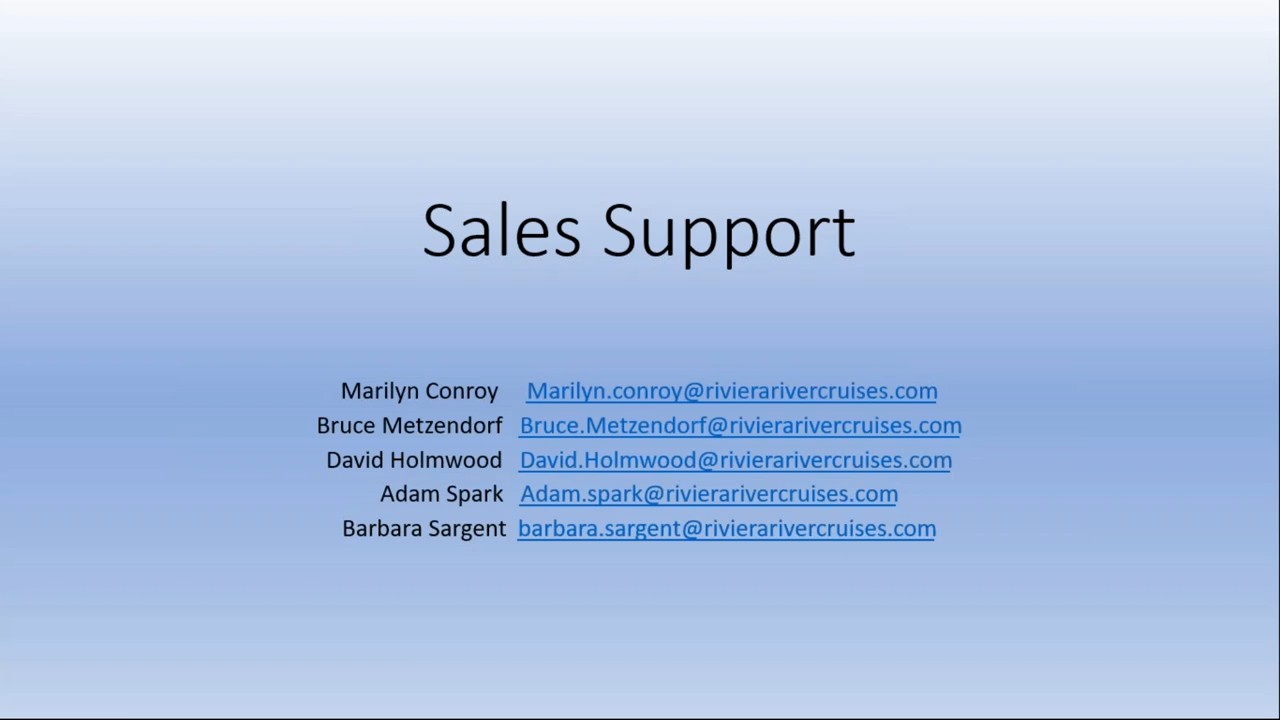 Sales Support
Marilyn Conroy Marilyn.conroy@rivierarivercruises.com
Bruce Metzendorf Bruce.Metzendorf@rivierarivercruises.com
David Holmwood David.Holmwood@rivierarivercruises.com
Adam Spark Adam.spark@rivierarivercruises.com
Barbara Sargent barbara.sargent@rivierarivercruises.com